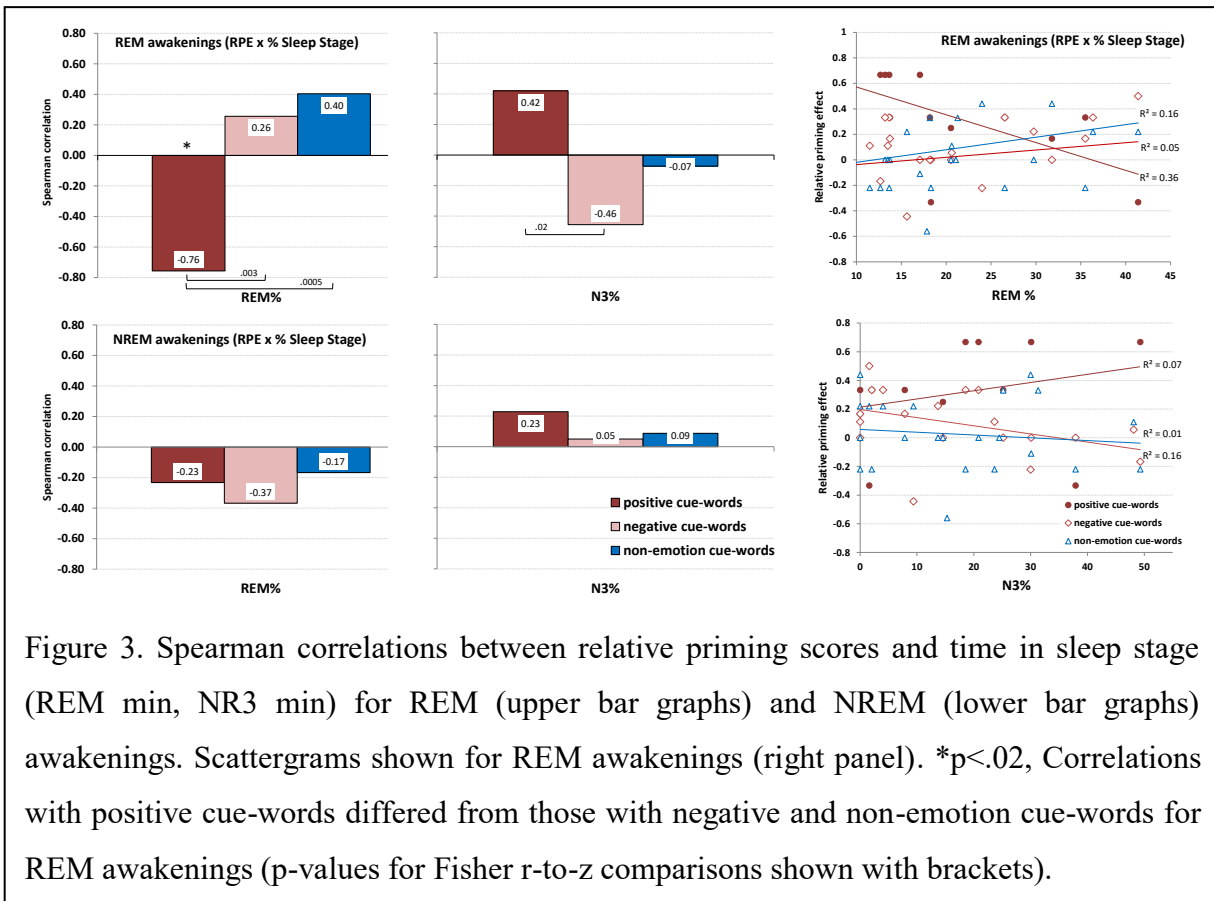 REM awakenings (RPE x % Sleep Stage)
Spearman correlation
0.80
0.60
0.40
0.20
0.00
-0.20
-0.40
-0.60
-0.80
*
-0.76
0.26
0.40
.003
.0005
REM%
0.42
-0.46
-0.07
.02
N3%
REM awakenings (RPE x % Sleep Stage)
Relative priming effect
1
0.8
0.6
0.4
0.2
0
-0.2
-0.4
-0.6
-0.8
R² = 0.16
R² = 0.05
R² = 0.36
10 15 20 25 30 35 40 45
REM %
NREM awakenings (RPE x % Sleep Stage)
Spearman correlation
0.80
0.60
0.40
0.20
0.00
-0.20
-0.40
-0.60
-0.80
-0.23
-0.37
-0.17
REM%
0.23
0.05
0.09
positive cue-words
negative cue-words
non-emotion cue-words
N3%
Relative priming effect
0.8
0.6
0.4
0.2
0
-0.2
-0.4
-0.6
-0.8
R² = 0.07
R² = 0.01
R² = 0.16
positive cue-words
negative cue-words
non-emotion cue-words
0 10 20 30 40 50
N3%
Figure 3. Spearman correlations between relative priming scores and time in sleep stage
(REM min, NR3 min) for REM (upper bar graphs) and NREM (lower bar graphs)
awakenings. Scattergrams shown for REM awakenings (right panel). *p<.02, Correlations
with positive cue-words differed from those with negative and non-emotion cue-words for
REM awakenings (p-values for Fisher r-to-z comparisons shown with brackets).